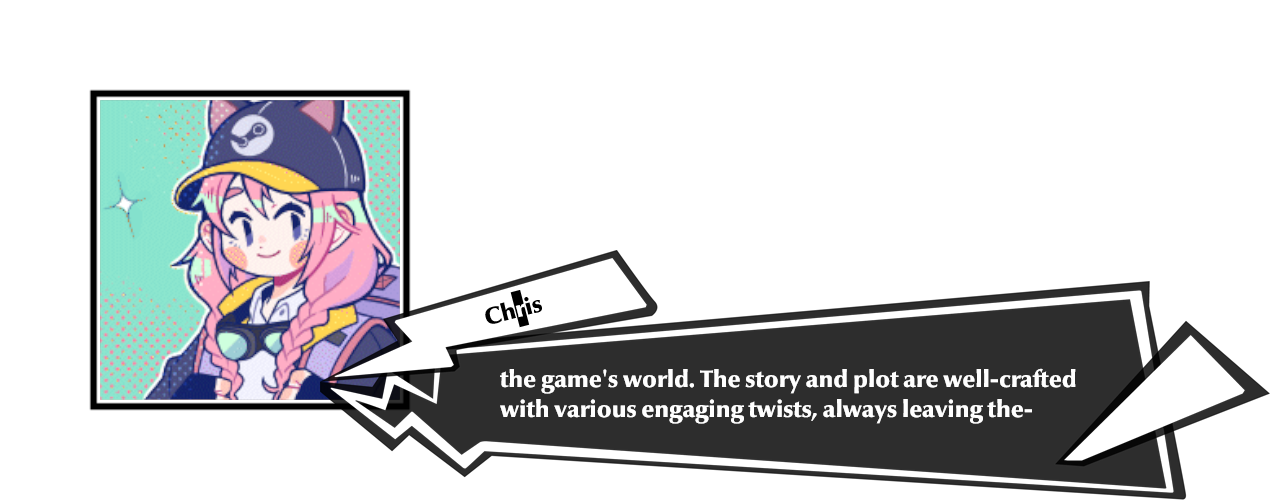 Chris
the game's world. The story and plot are well-crafted
with various engaging twists, always leaving the-